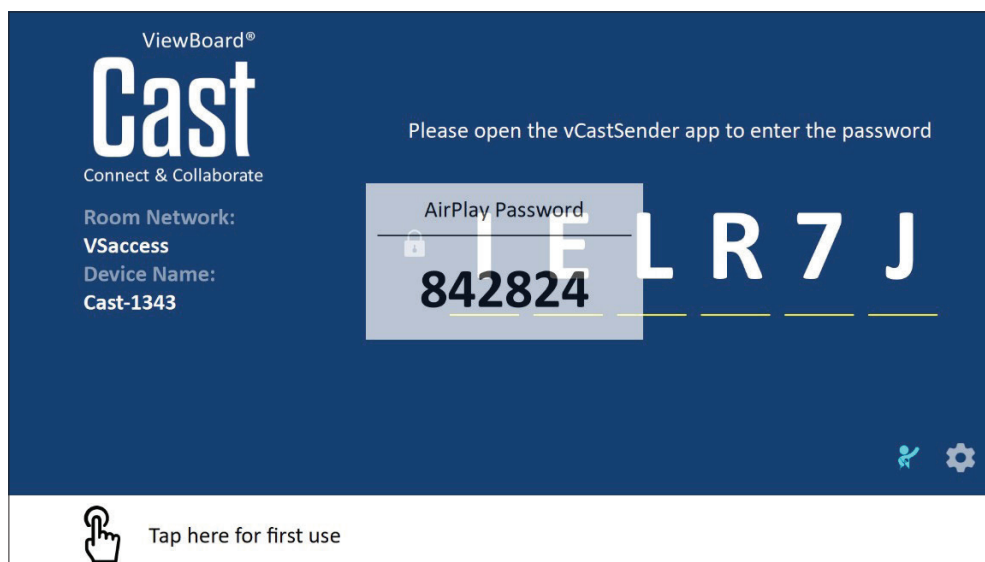 ViewBoard®
Cast
Connect & Collaborate
Room Network:
VSaccess
Device Name:
Cast-1343
Please open the vCastSender app to enter the password
AirPlay Password
842824
I E L R 7 J
Tap here for first use